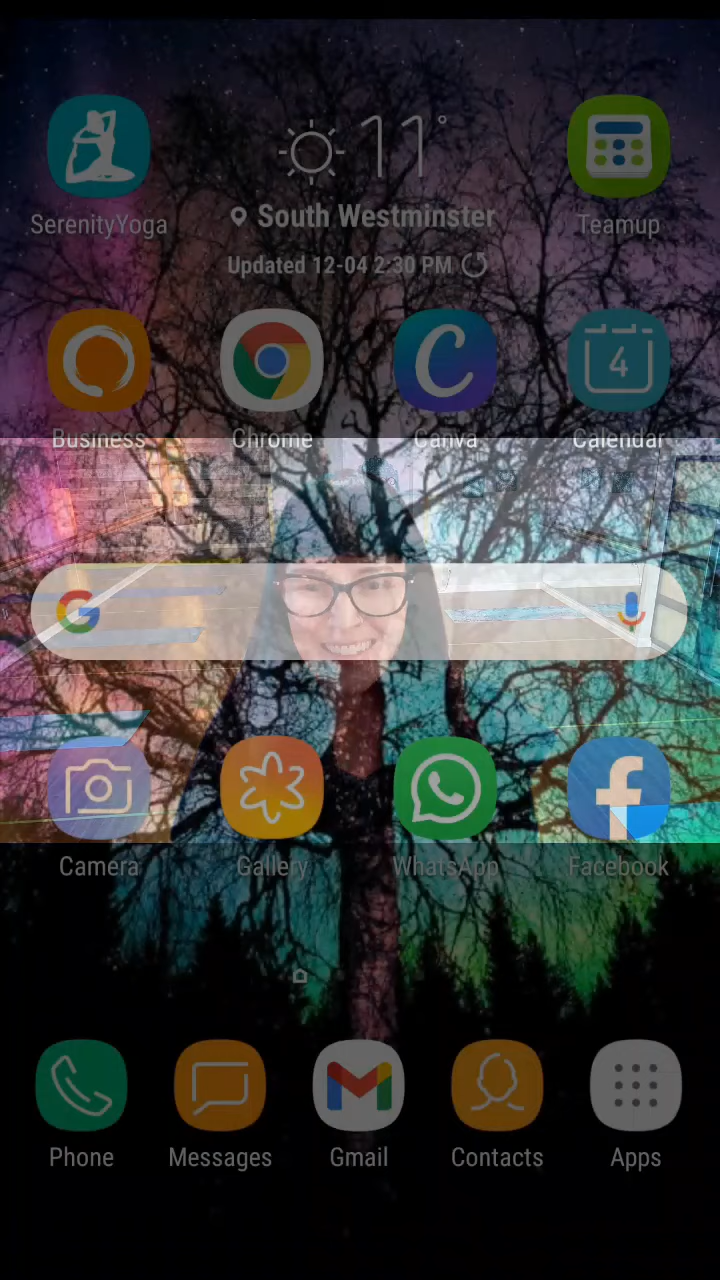 11°
SerenityYoga
South Westminster
Teamup
Updated 12-04 2:30 PM
4
Business
Chrome
Canva
Calendar
Camera
Gallery
WhatsApp
Facebook
Phone
Messages
Gmail
Contacts
Apps